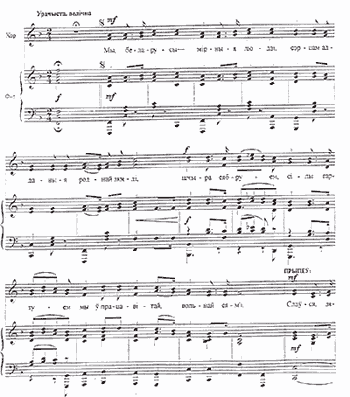 Урачыста, велічна
Хор
mf
Мы, бе - ла - ру - сы — мір - ны - я лю - дзі, сэр - цам ад -
Ф-п.
f mf
да - ны - я род - най зям - лі, шчы - ра сяб - ру - ем, сі - лы гар -
f
ПРЫПЕЎ:
mf
ту - ем мы ў пра - ца - ві - тай, воль - най сям'і. Слаў - ся, зя -
mf